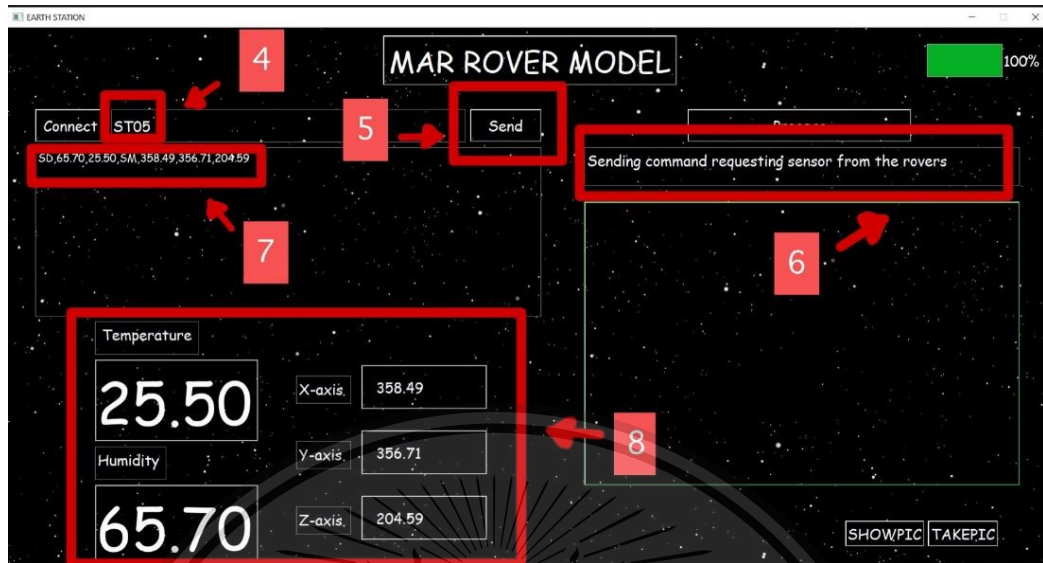 EARTH STATION
MAR ROVER MODEL
100%
4
5
Connect
ST05
Send
SD,65.70,25.50,SM,358.49,356.71,204.59
Sending command requesting sensor from the rovers
7
6
Temperature
25.50
X-axis.
358.49
Y-axis.
356.71
8
Humidity
65.70
Z-axis.
204.59
SHOWPIC
TAKEPIC